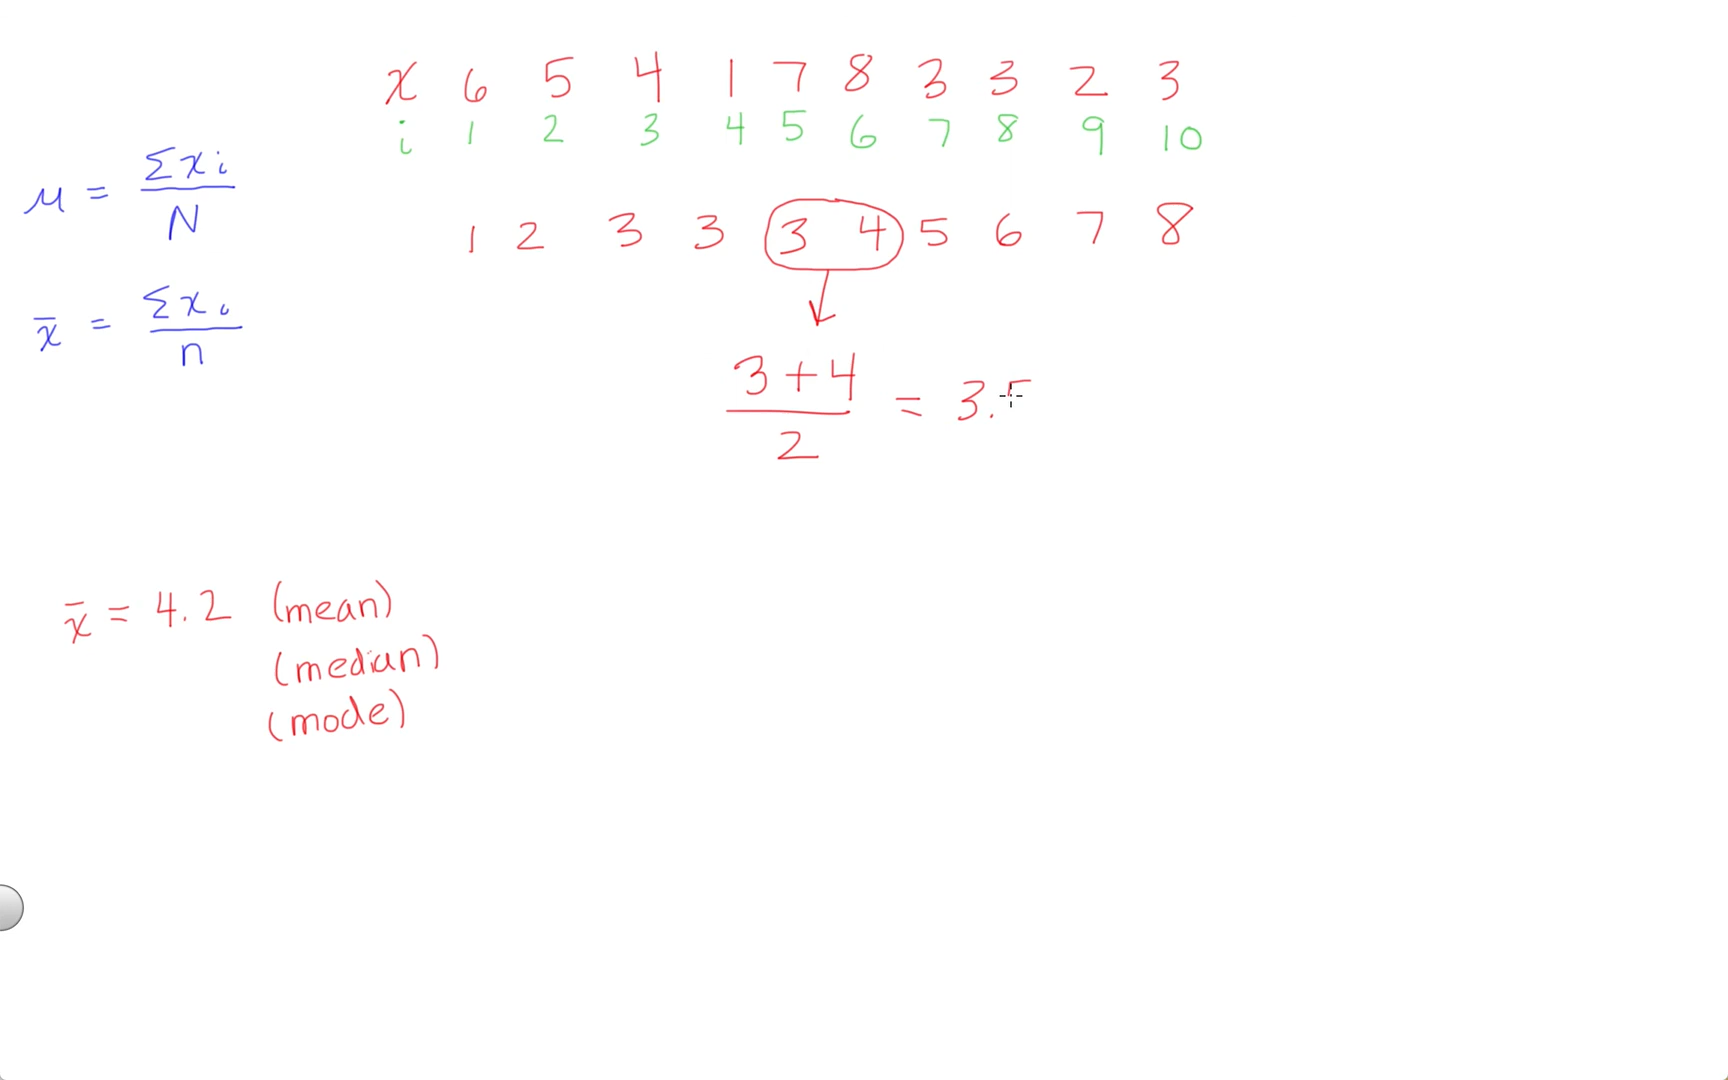 x 6 5 4 1 7 8 3 3 2 3
i 1 2 3 4 5 6 7 8 9 10
μ = Σxi / N
1 2 3 3 3 4 5 6 7 8
x̄ = Σxi / n
3+4 / 2 = 3.5
x̄ = 4.2 (mean)
(median)
(mode)